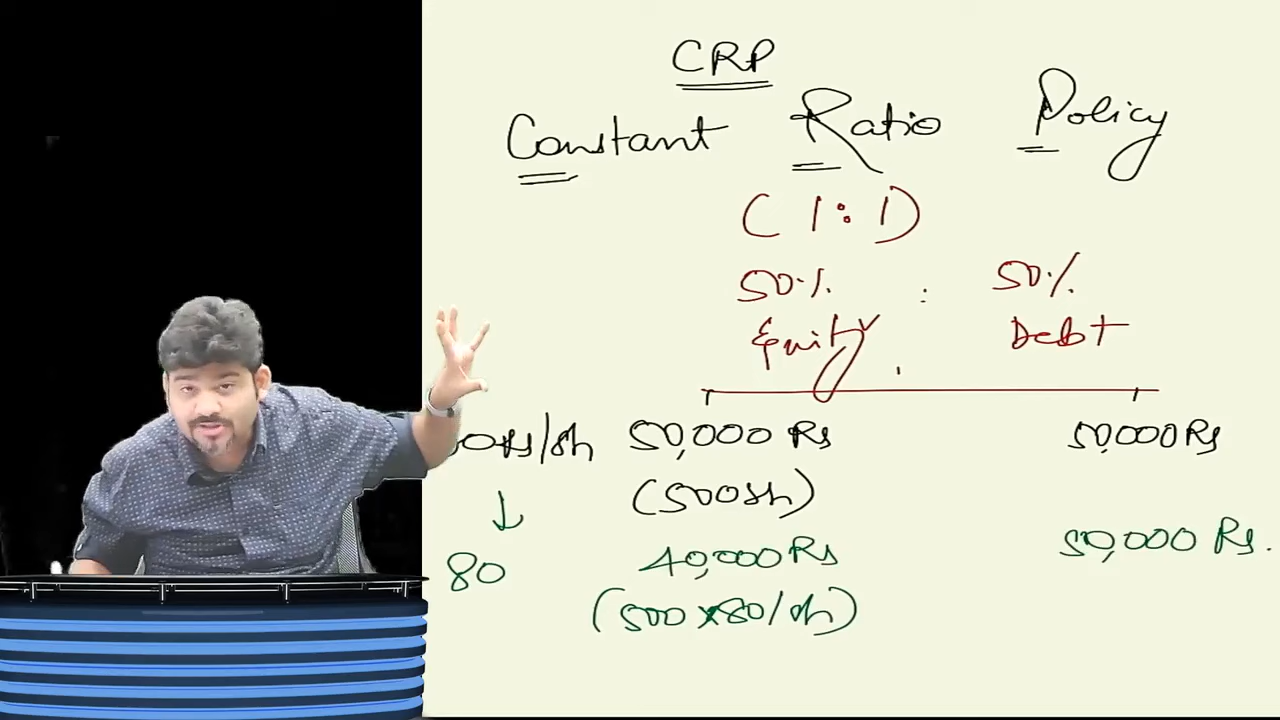 CRP
Constant Ratio Policy
(1:1)
50% : 50%
Equity Debt
50,000 Rs 50,000 Rs
(500sh)
80 40,000 Rs 50,000 Rs.
(500 x 80/sh)